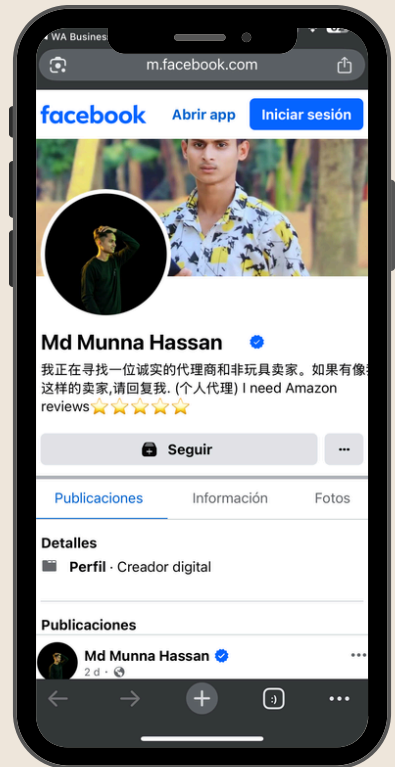 WA Business
m.facebook.com
facebook
Abrir app
Iniciar sesión
Md Munna Hassan
我正在寻找一位诚实的代理商和非玩具卖家。如果有像我
这样的卖家,请回复我. (个人代理) I need Amazon
reviews⭐⭐⭐⭐⭐
Seguir
Publicaciones
Información
Fotos
Detalles
Perfil · Creador digital
Publicaciones
Md Munna Hassan
2 d ·